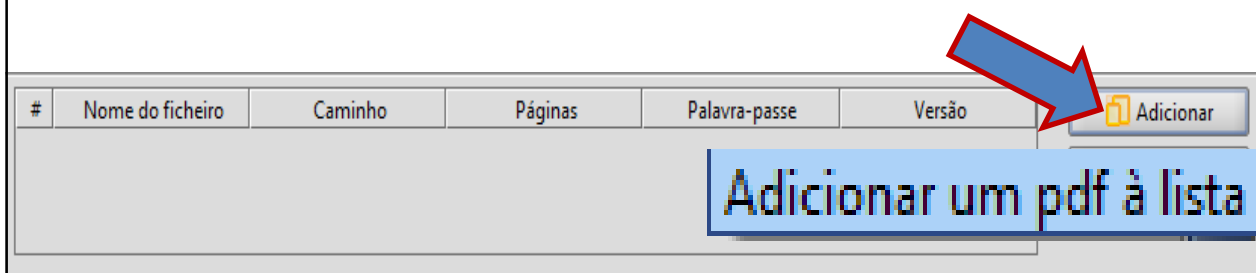 # Nome do ficheiro Caminho Páginas Palavra-passe Versão Adicionar
Adicionar um pdf à lista